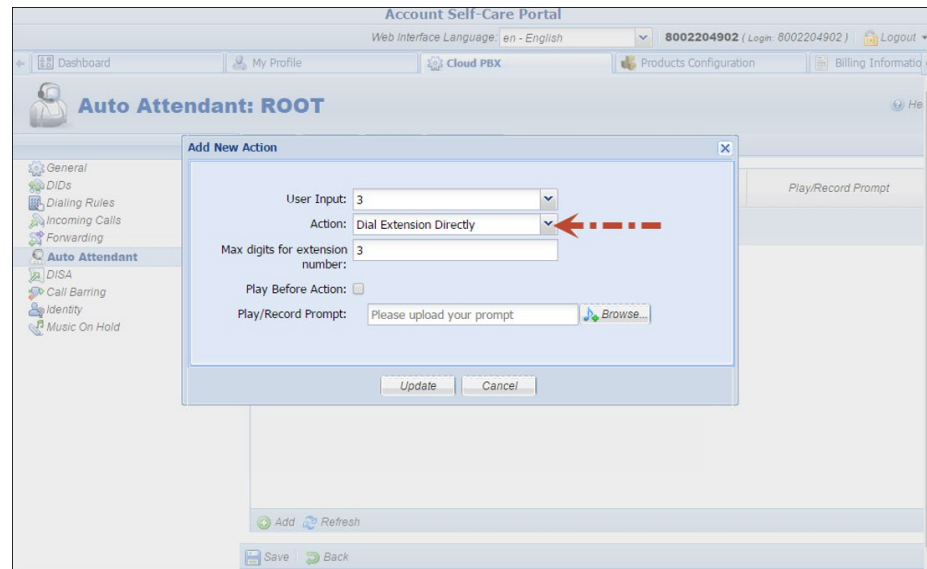 Account Self-Care Portal
Web Interface Language: en - English 8002204902 ( Login: 8002204902 ) Logout
Dashboard My Profile Cloud PBX Products Configuration Billing Informatio
Auto Attendant: ROOT He
Add New Action
General
DIDs
Dialing Rules
Incoming Calls
Forwarding
Auto Attendant
DISA
Call Barring
Identity
Music On Hold
Play/Record Prompt
User Input: 3
Action: Dial Extension Directly
Max digits for extension number: 3
Play Before Action:
Play/Record Prompt: Please upload your prompt Browse...
Update Cancel
Add Refresh
Save Back